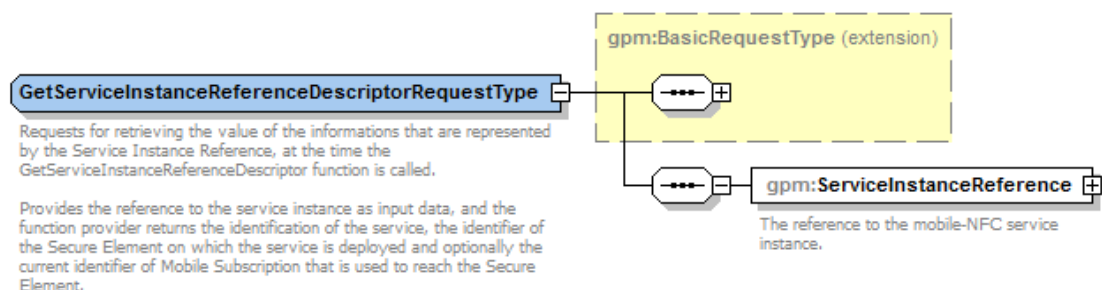 gpm:BasicRequestType (extension)
GetServiceInstanceReferenceDescriptorRequestType
Requests for retrieving the value of the informations that are represented
by the Service Instance Reference, at the time the
GetServiceInstanceReferenceDescriptor function is called.
Provides the reference to the service instance as input data, and the
function provider returns the identification of the service, the identifier
of the Secure Element on which the service is deployed and optionally the
current identifier of Mobile Subscription that is used to reach the Secure
Element.
gpm:ServiceInstanceReference
The reference to the mobile-NFC service
instance.